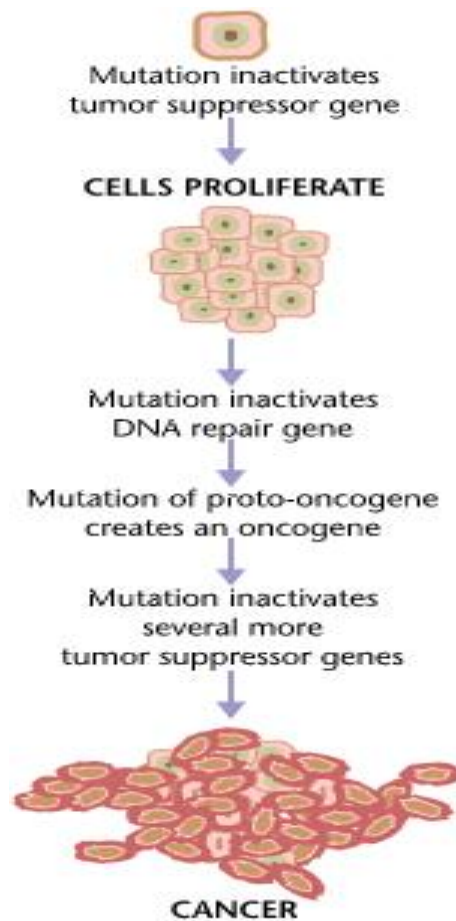 Mutation inactivates
tumor suppressor gene
CELLS PROLIFERATE
Mutation inactivates
DNA repair gene
Mutation of proto-oncogene
creates an oncogene
Mutation inactivates
several more
tumor suppressor genes
CANCER